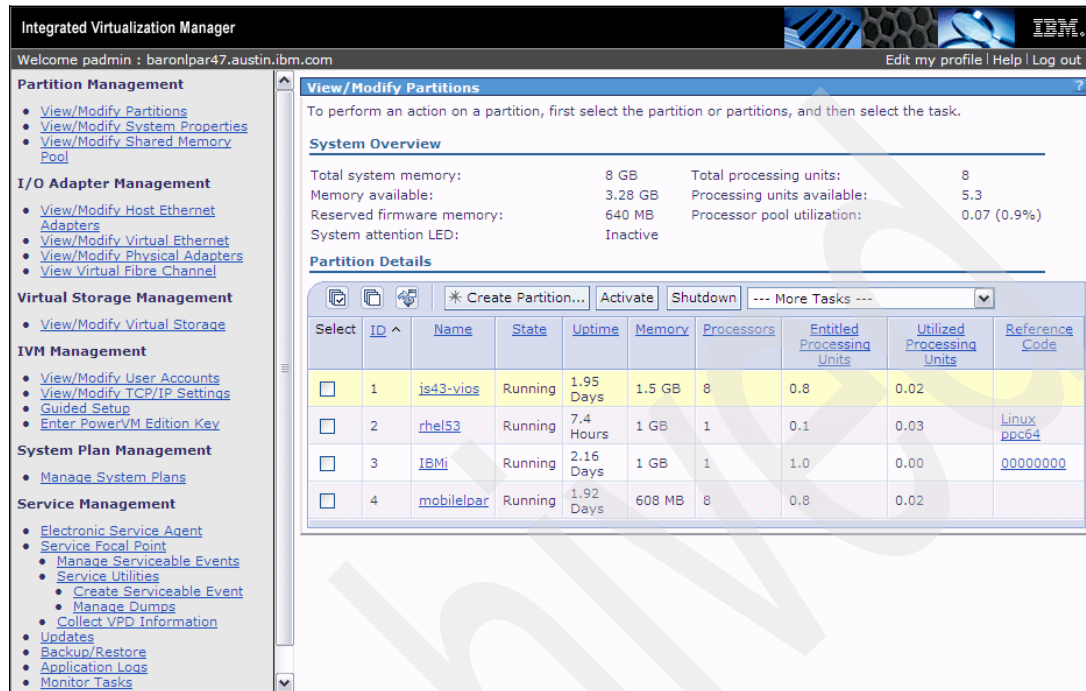 Integrated Virtualization Manager
IBM.
Welcome padmin : baronlpar47.austin.ibm.com
Edit my profile | Help | Log out
Partition Management
View/Modify Partitions
View/Modify System Properties
View/Modify Shared Memory
Pool
I/O Adapter Management
View/Modify Host Ethernet
Adapters
View/Modify Virtual Ethernet
View/Modify Physical Adapters
View Virtual Fibre Channel
Virtual Storage Management
View/Modify Virtual Storage
IVM Management
View/Modify User Accounts
View/Modify TCP/IP Settings
Guided Setup
Enter PowerVM Edition Key
System Plan Management
Manage System Plans
Service Management
Electronic Service Agent
Service Focal Point
Manage Serviceable Events
Service Utilities
Create Serviceable Event
Manage Dumps
Collect VPD Information
Updates
Backup/Restore
Application Logs
Monitor Tasks
View/Modify Partitions ?
To perform an action on a partition, first select the partition or partitions, and then select the task.
System Overview
Total system memory: 8 GB Total processing units: 8
Memory available: 3.28 GB Processing units available: 5.3
Reserved firmware memory: 640 MB Processor pool utilization: 0.07 (0.9%)
System attention LED: Inactive
Partition Details
Create Partition... Activate Shutdown --- More Tasks ---
Select ID ^ Name State Uptime Memory Processors Entitled Processing Units Utilized Processing Units Reference Code
1 js43-vios Running 1.95 Days 1.5 GB 8 0.8 0.02
2 rhel53 Running 7.4 Hours 1 GB 1 0.1 0.03 Linux ppc64
3 IBMi Running 2.16 Days 1 GB 1 1.0 0.00 00000000
4 mobilelpar Running 1.92 Days 608 MB 8 0.8 0.02